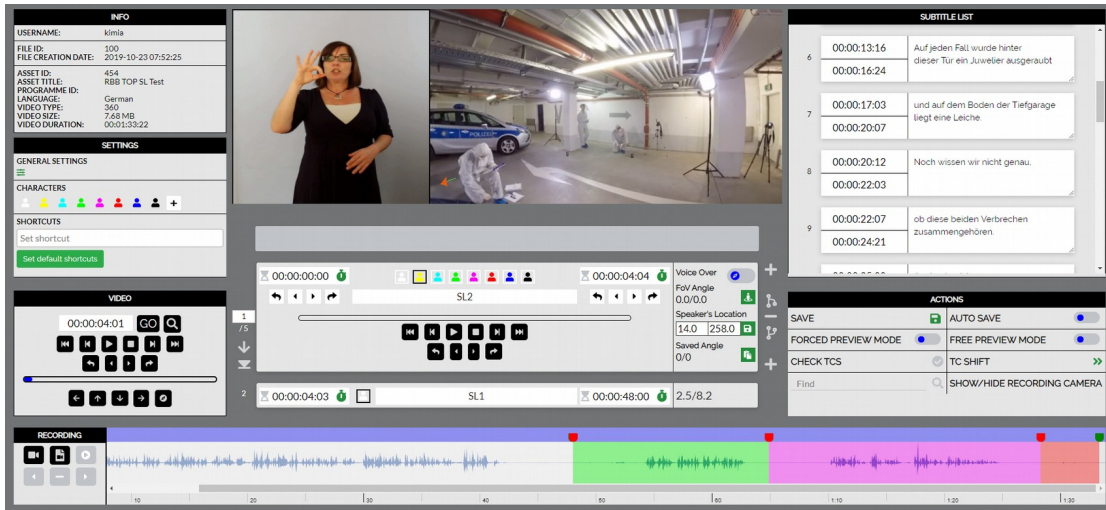 INFO
USERNAME: kimia
FILE ID: 100
FILE CREATION DATE: 2019-10-23 07:52:25
ASSET ID: 454
ASSET TITLE: RBB TOP SL Test
PROGRAMME ID:
LANGUAGE: German
VIDEO TYPE: 360
VIDEO SIZE: 7.68 MB
VIDEO DURATION: 00:01:33:22
SETTINGS
GENERAL SETTINGS
CHARACTERS
+
SHORTCUTS
Set shortcut
Set default shortcuts
VIDEO
00:00:04:01 GO
POLIZEI
1
/5
00:00:00:00
00:00:04:04
SL2
Voice Over
FoV Angle
0.0/0.0
Speaker's Location
14.0 258.0
Saved Angle
0/0
2
00:00:04:03
SL1
00:00:48:00
2.5/8.2
SUBTITLE LIST
6
00:00:13:16
00:00:16:24
Auf jeden Fall wurde hinter
dieser Tür ein Juwelier ausgeraubt
7
00:00:17:03
00:00:20:07
und auf dem Boden der Tiefgarage
liegt eine Leiche.
8
00:00:20:12
00:00:22:03
Noch wissen wir nicht genau,
9
00:00:22:07
00:00:24:21
ob diese beiden Verbrechen
zusammengehören.
ACTIONS
SAVE
AUTO SAVE
FORCED PREVIEW MODE
FREE PREVIEW MODE
CHECK TCS
TC SHIFT
Find
SHOW/HIDE RECORDING CAMERA
RECORDING
10 20 30 40 50 60 1:10 1:20 1:30